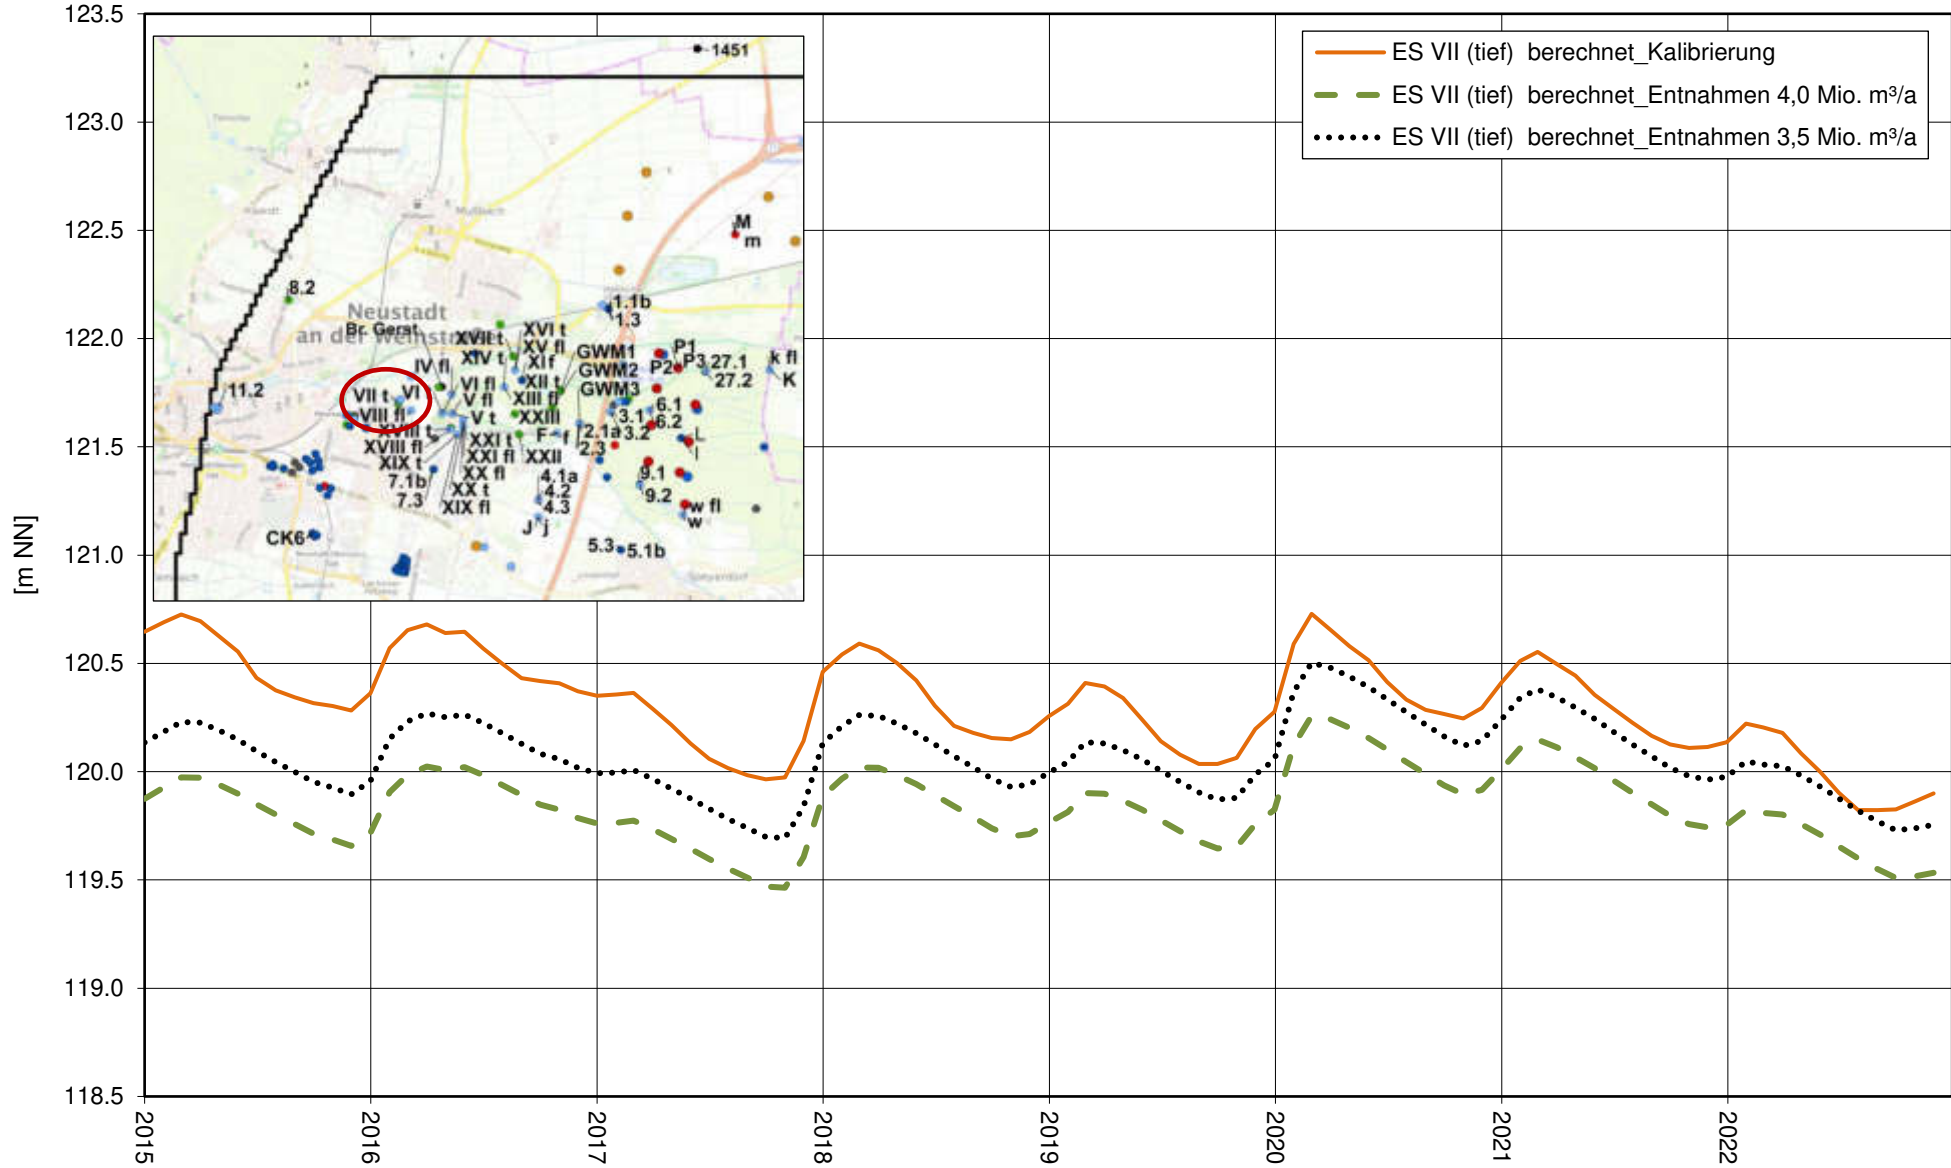 123.5
123.0
122.5
122.0
121.5
121.0
120.5
120.0
119.5
119.0
118.5
[m NN]
2015
2016
2017
2018
2019
2020
2021
2022
ES VII (tief) berechnet_Kalibrierung
ES VII (tief) berechnet_Entnahmen 4,0 Mio. m³/a
ES VII (tief) berechnet_Entnahmen 3,5 Mio. m³/a
1451
M
m
8.2
Neustadt
an der Weinstraße
Br. Gerst
1.1b
1.3
XVII t
XVI t
XV fl
XIV t
XI f
GWM1
GWM2
GWM3
P1
P2
P3
27.1
27.2
k fl
K
11.2
IV fl
VI fl
V fl
V t
XII t
XIII fl
XXIII
VII t
VI
VIII fl
XVIII t
XVIII fl
XIX t
XXI t
XXI fl
XX fl
XX t
XIX fl
XXII
F
f
2.1a
2.3
3.1
3.2
6.1
6.2
L
l
7.1b
7.3
4.1a
4.2
4.3
J
j
9.1
9.2
w fl
w
CK6
5.3
5.1b
Mußbach